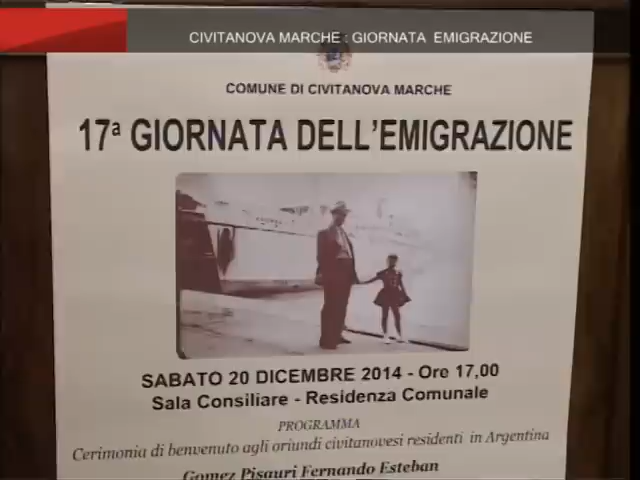 CIVITANOVA MARCHE : GIORNATA EMIGRAZIONE
COMUNE DI CIVITANOVA MARCHE
17ª GIORNATA DELL'EMIGRAZIONE
SABATO 20 DICEMBRE 2014 - Ore 17,00
Sala Consiliare - Residenza Comunale
PROGRAMMA
Cerimonia di benvenuto agli oriundi civitanovesi residenti in Argentina
Gomez Pisauri Fernando Esteban